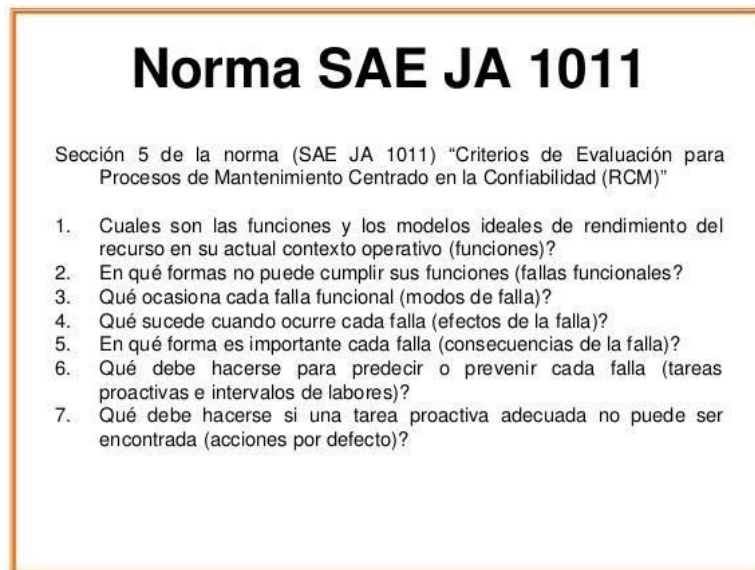 Norma SAE JA 1011
Sección 5 de la norma (SAE JA 1011) “Criterios de Evaluación para
Procesos de Mantenimiento Centrado en la Confiabilidad (RCM)”
1. Cuales son las funciones y los modelos ideales de rendimiento del
recurso en su actual contexto operativo (funciones)?
2. En qué formas no puede cumplir sus funciones (fallas funcionales?
3. Qué ocasiona cada falla funcional (modos de falla)?
4. Qué sucede cuando ocurre cada falla (efectos de la falla)?
5. En qué forma es importante cada falla (consecuencias de la falla)?
6. Qué debe hacerse para predecir o prevenir cada falla (tareas
proactivas e intervalos de labores)?
7. Qué debe hacerse si una tarea proactiva adecuada no puede ser
encontrada (acciones por defecto)?